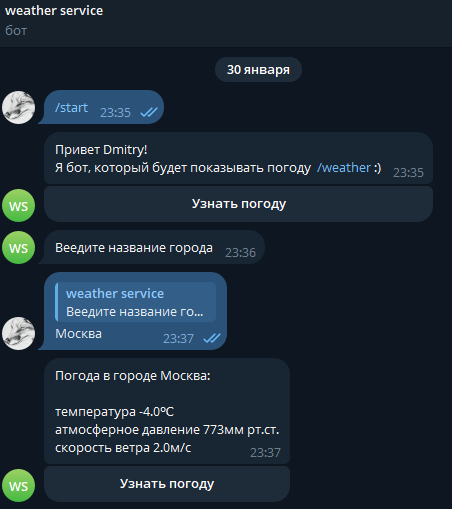 weather service
бот
30 января
/start 23:35
Привет Dmitry!
Я бот, который будет показывать погоду /weather :)
23:35
WS
Узнать погоду
WS
Веедите название города 23:36
weather service
Веедите название го...
Москва 23:37
Погода в городе Москва:
температура -4.0ºC
атмосферное давление 773мм рт.ст.
скорость ветра 2.0м/с
23:37
WS
Узнать погоду